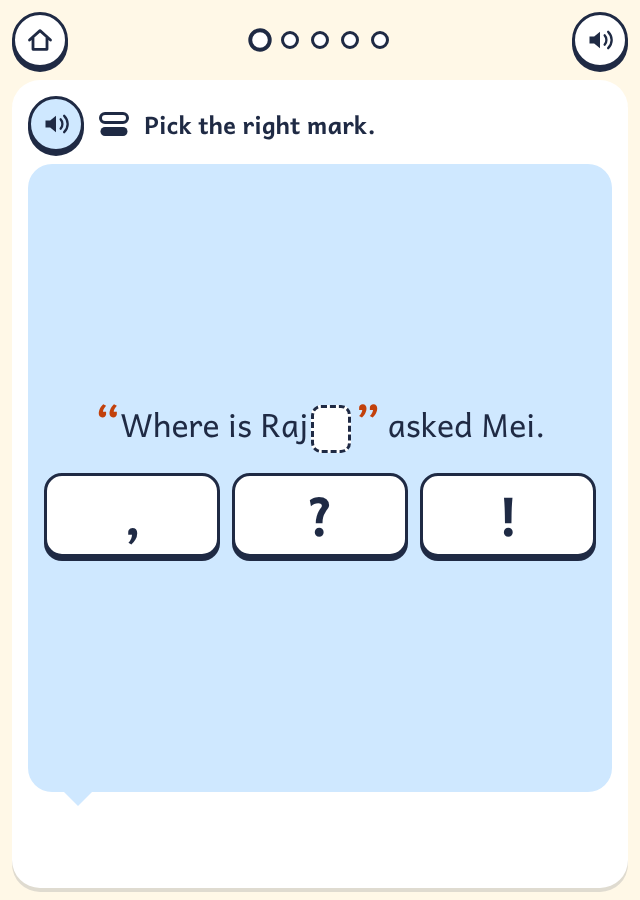 Pick the right mark.
“Where is Raj ” asked Mei.
,
?
!